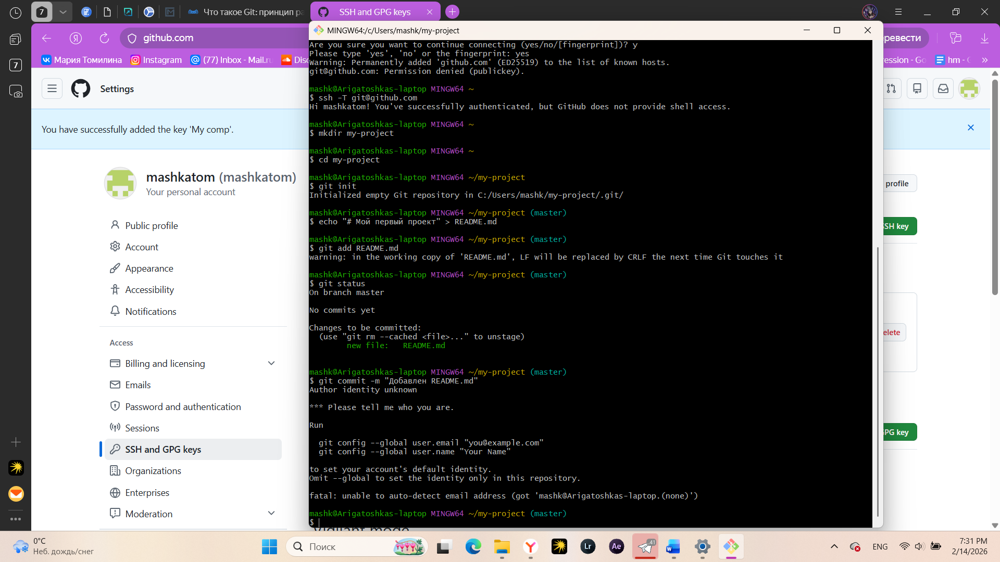 7
Что такое Git: принцип ра
SSH and GPG keys
7
github.com
ревести
Мария Томилина
Instagram
(77) Inbox - Mail.ru
Disc
ression - Go
hm - G
Settings
You have successfully added the key 'My comp'.
mashkatom (mashkatom)
Your personal account
profile
Public profile
Account
Appearance
Accessibility
Notifications
Access
Billing and licensing
Emails
Password and authentication
Sessions
SSH and GPG keys
Organizations
Enterprises
Moderation
SSH key
elete
GPG key
Vigilant mode
MINGW64:/c/Users/mashk/my-project
Are you sure you want to continue connecting (yes/no/[fingerprint])? y
Please type 'yes', 'no' or the fingerprint: yes
Warning: Permanently added 'github.com' (ED25519) to the list of known hosts.
git@github.com: Permission denied (publickey).
mashk@Arigatoshkas-laptop MINGW64 ~
$ ssh -T git@github.com
Hi mashkatom! You've successfully authenticated, but GitHub does not provide shell access.
mashk@Arigatoshkas-laptop MINGW64 ~
$ mkdir my-project
mashk@Arigatoshkas-laptop MINGW64 ~
$ cd my-project
mashk@Arigatoshkas-laptop MINGW64 ~/my-project
$ git init
Initialized empty Git repository in C:/Users/mashk/my-project/.git/
mashk@Arigatoshkas-laptop MINGW64 ~/my-project (master)
$ echo "# Мой первый проект" > README.md
mashk@Arigatoshkas-laptop MINGW64 ~/my-project (master)
$ git add README.md
warning: in the working copy of 'README.md', LF will be replaced by CRLF the next time Git touches it
mashk@Arigatoshkas-laptop MINGW64 ~/my-project (master)
$ git status
On branch master
No commits yet
Changes to be committed:
(use "git rm --cached <file>..." to unstage)
new file:   README.md
mashk@Arigatoshkas-laptop MINGW64 ~/my-project (master)
$ git commit -m "Добавлен README.md"
Author identity unknown
*** Please tell me who you are.
Run
git config --global user.email "you@example.com"
git config --global user.name "Your Name"
to set your account's default identity.
Omit --global to set the identity only in this repository.
fatal: unable to auto-detect email address (got 'mashk@Arigatoshkas-laptop.(none)')
mashk@Arigatoshkas-laptop MINGW64 ~/my-project (master)
$
0°C
Неб. дождь/снег
Поиск
Lr
Ae
41
ENG
7:31 PM
2/14/2026